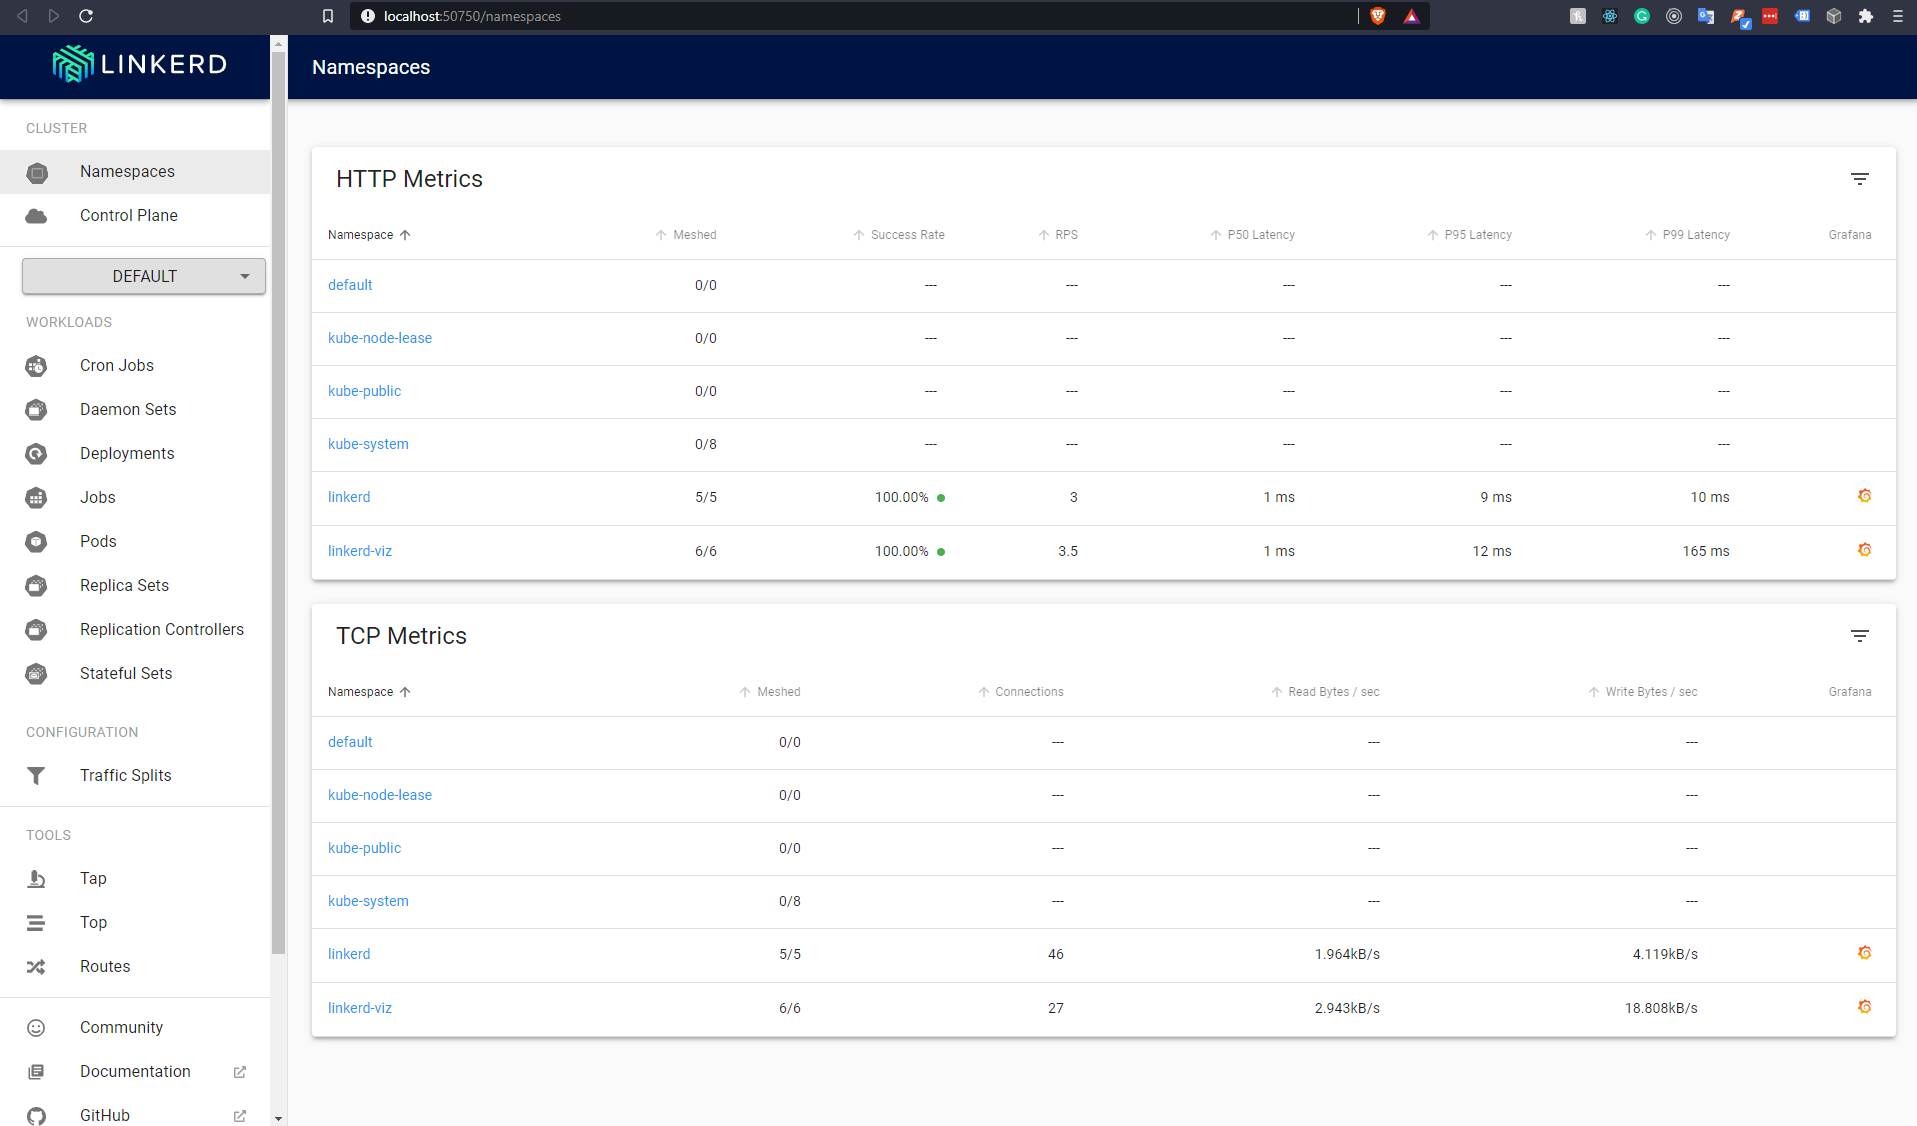 localhost:50750/namespaces
LINKERD
Namespaces
CLUSTER
Namespaces
Control Plane
DEFAULT
WORKLOADS
Cron Jobs
Daemon Sets
Deployments
Jobs
Pods
Replica Sets
Replication Controllers
Stateful Sets
CONFIGURATION
Traffic Splits
TOOLS
Tap
Top
Routes
Community
Documentation
GitHub
HTTP Metrics
Namespace Meshed Success Rate RPS P50 Latency P95 Latency P99 Latency Grafana
default 0/0 --- --- --- --- ---
kube-node-lease 0/0 --- --- --- --- ---
kube-public 0/0 --- --- --- --- ---
kube-system 0/8 --- --- --- --- ---
linkerd 5/5 100.00% 3 1 ms 9 ms 10 ms
linkerd-viz 6/6 100.00% 3.5 1 ms 12 ms 165 ms
TCP Metrics
Namespace Meshed Connections Read Bytes / sec Write Bytes / sec Grafana
default 0/0 --- --- ---
kube-node-lease 0/0 --- --- ---
kube-public 0/0 --- --- ---
kube-system 0/8 --- --- ---
linkerd 5/5 46 1.964kB/s 4.119kB/s
linkerd-viz 6/6 27 2.943kB/s 18.808kB/s